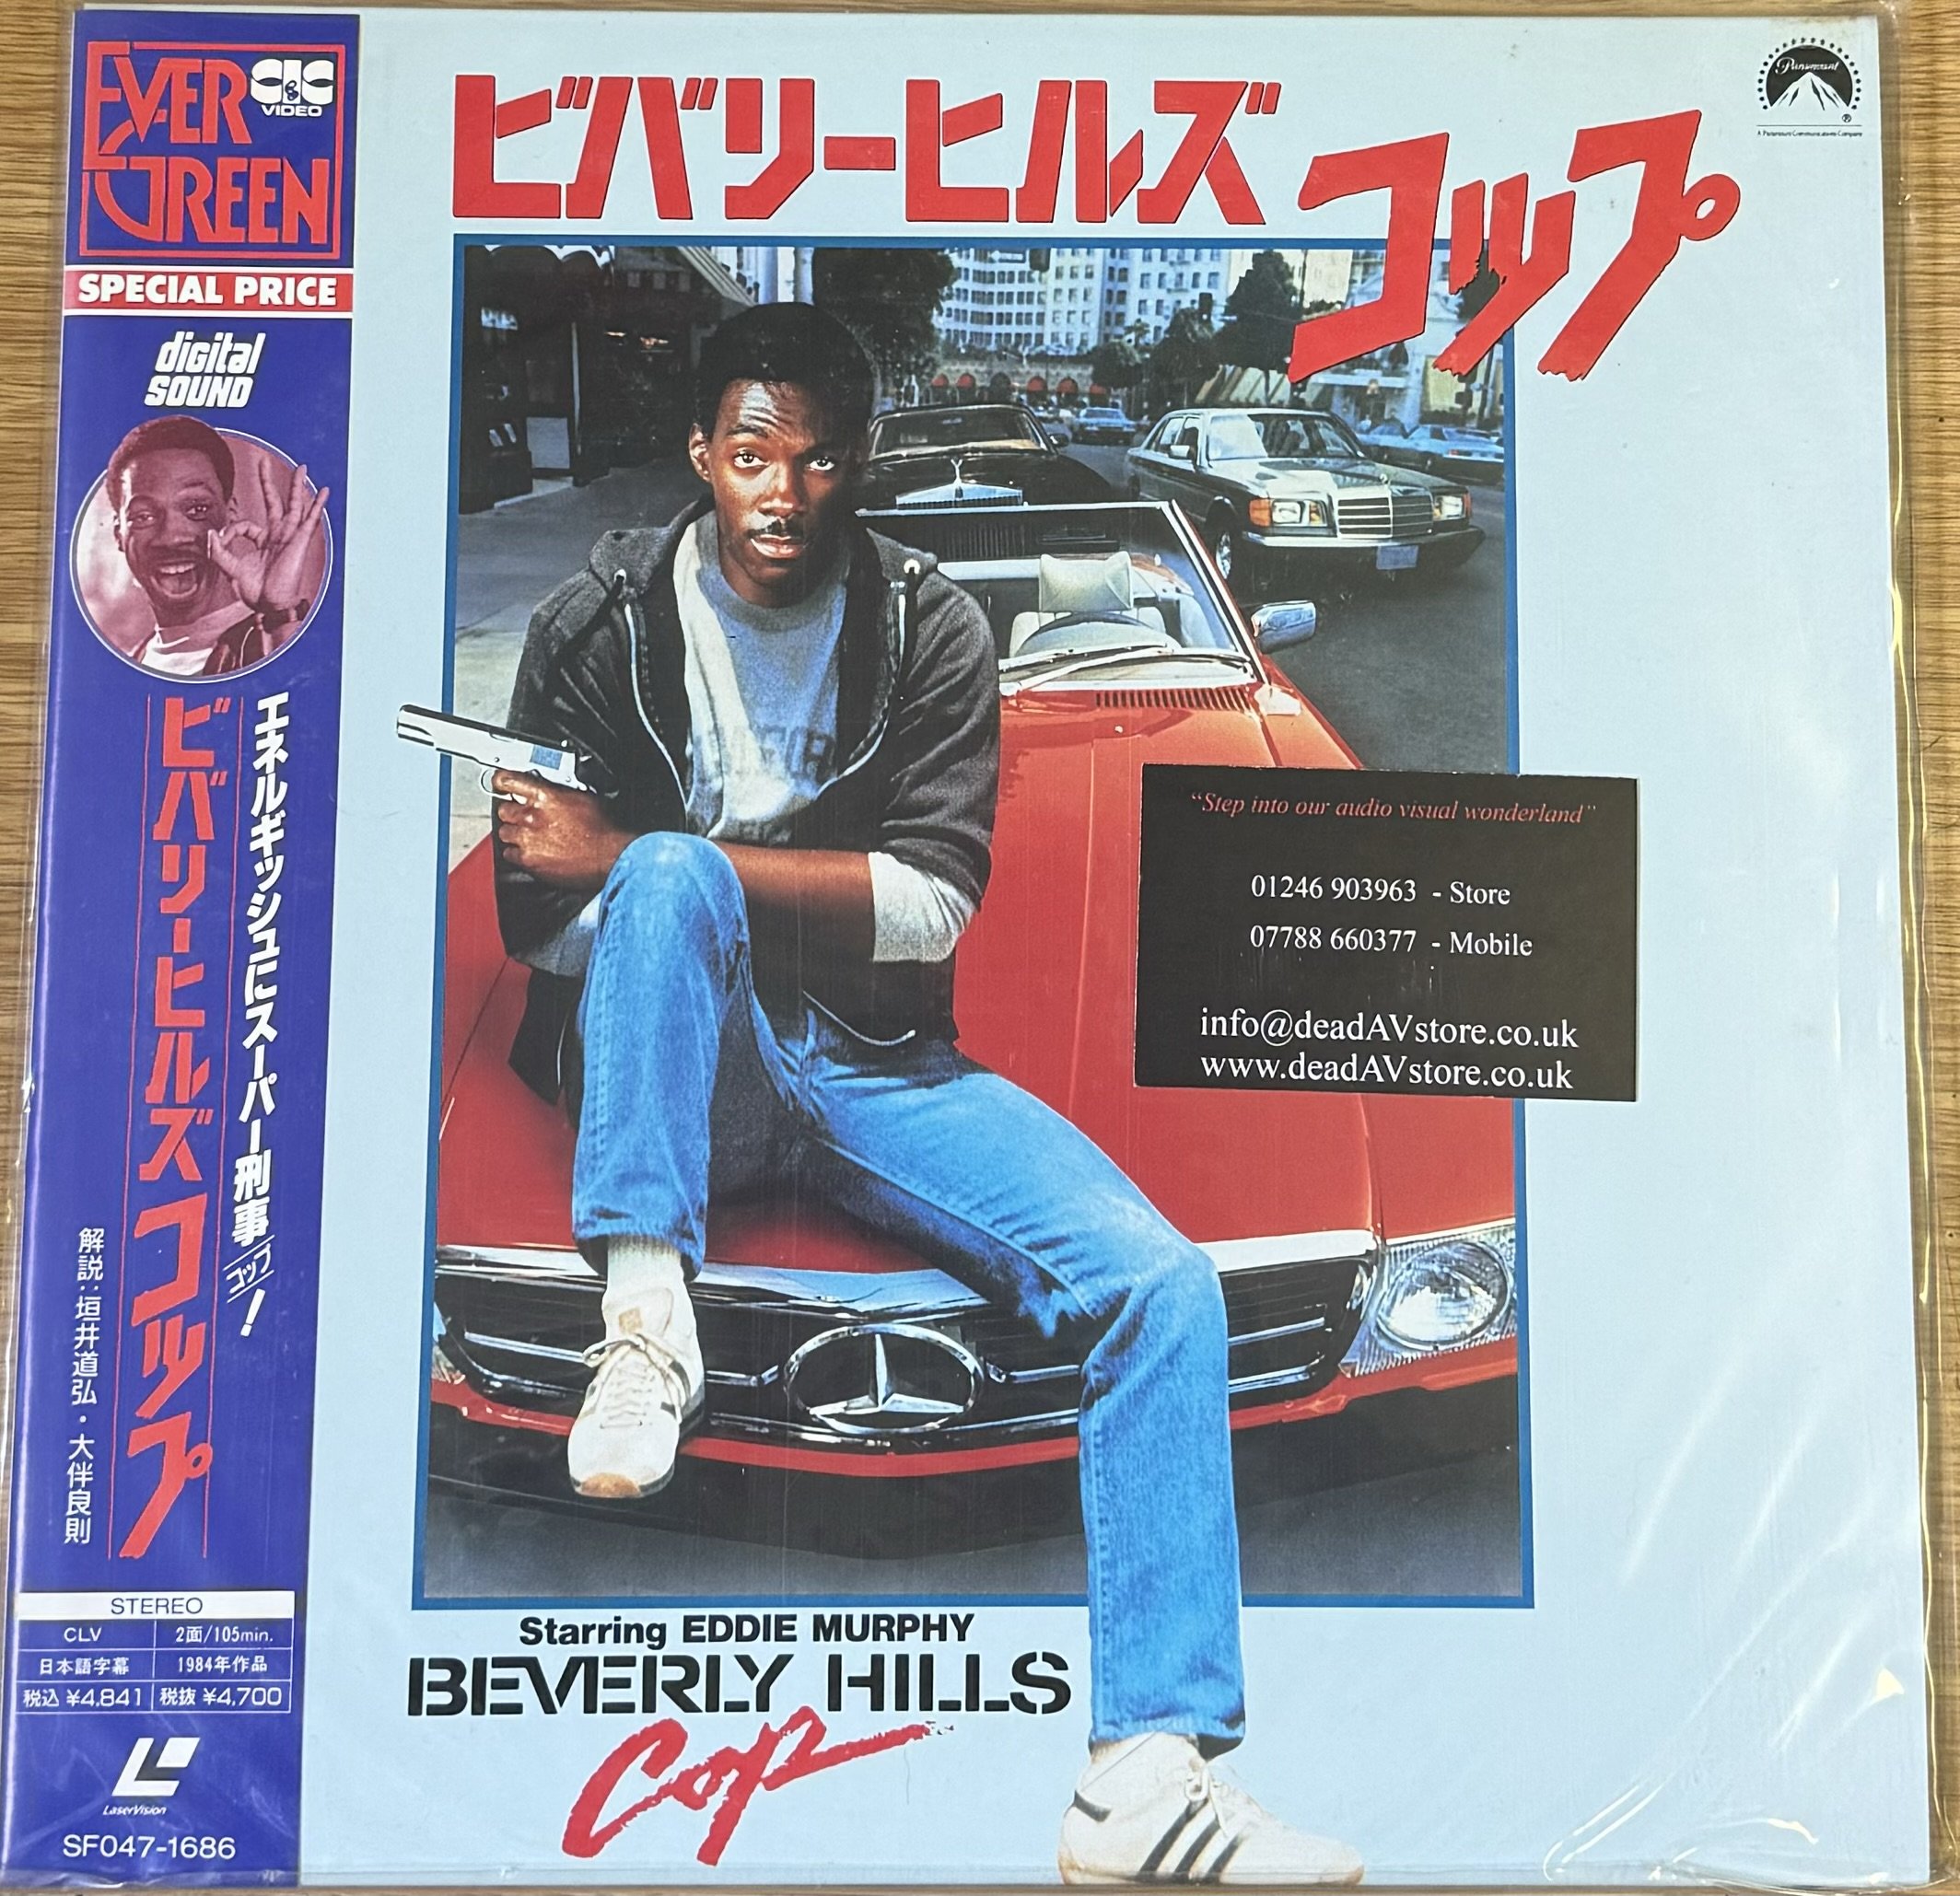 EVER GREEN
CIC VIDEO
SPECIAL PRICE
digital SOUND
エネルギッシュにスーパー刑事!
コップ
ビバリーヒルズコップ
解説:垣井道弘・大伴良則
STEREO
CLV 2面/105min.
日本語字幕 1984年作品
税込 ¥4,841 税抜 ¥4,700
LaserVision
SF047-1686
ビバリーヒルズ
コップ
Paramount
®
A Paramount Communications Company
"Step into our audio visual wonderland"
01246 903963 - Store
07788 660377 - Mobile
info@deadAVstore.co.uk
www.deadAVstore.co.uk
Starring EDDIE MURPHY
BEVERLY HILLS
Cop